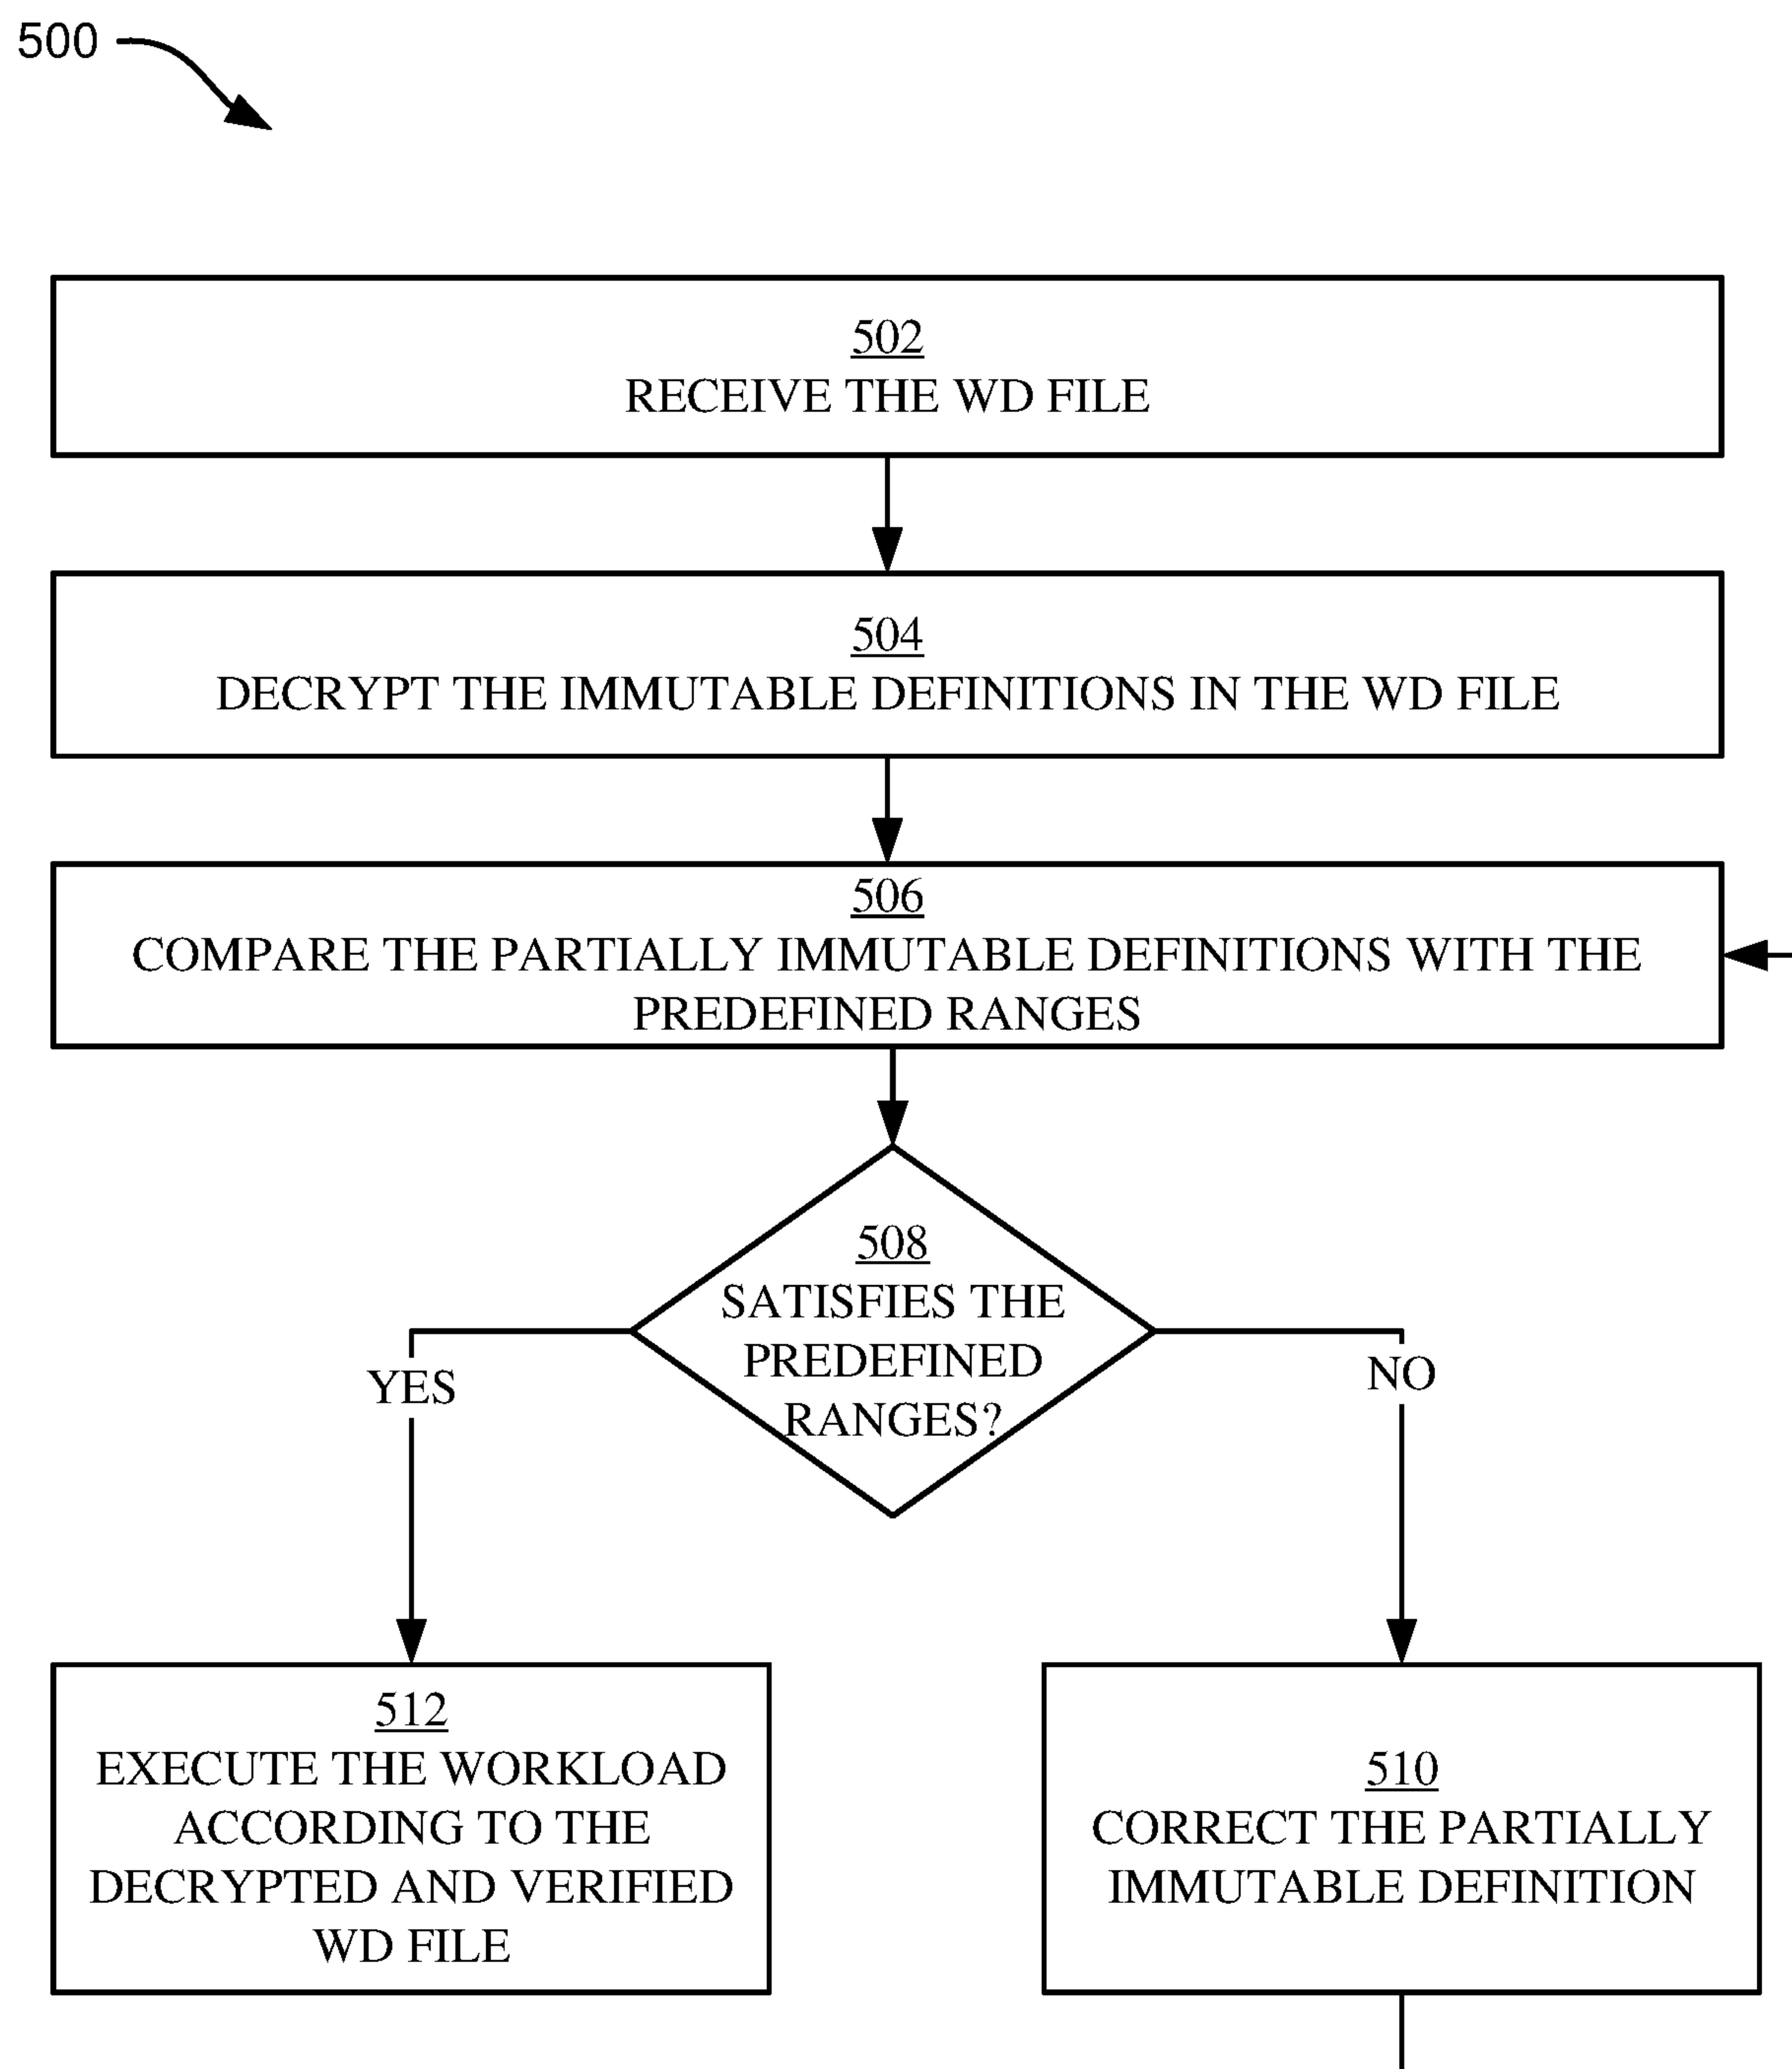 500
502
RECEIVE THE WD FILE
504
DECRYPT THE IMMUTABLE DEFINITIONS IN THE WD FILE
506
COMPARE THE PARTIALLY IMMUTABLE DEFINITIONS WITH THE
PREDEFINED RANGES
508
SATISFIES THE
PREDEFINED
RANGES?
YES
NO
512
EXECUTE THE WORKLOAD
ACCORDING TO THE
DECRYPTED AND VERIFIED
WD FILE
510
CORRECT THE PARTIALLY
IMMUTABLE DEFINITION